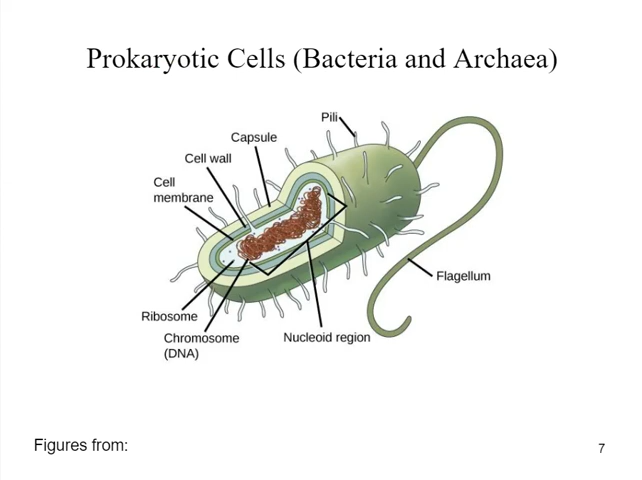 Prokaryotic Cells (Bacteria and Archaea)
Pili
Capsule
Cell wall
Cell
membrane
Flagellum
Ribosome
Chromosome
(DNA)
Nucleoid region
Figures from:
7